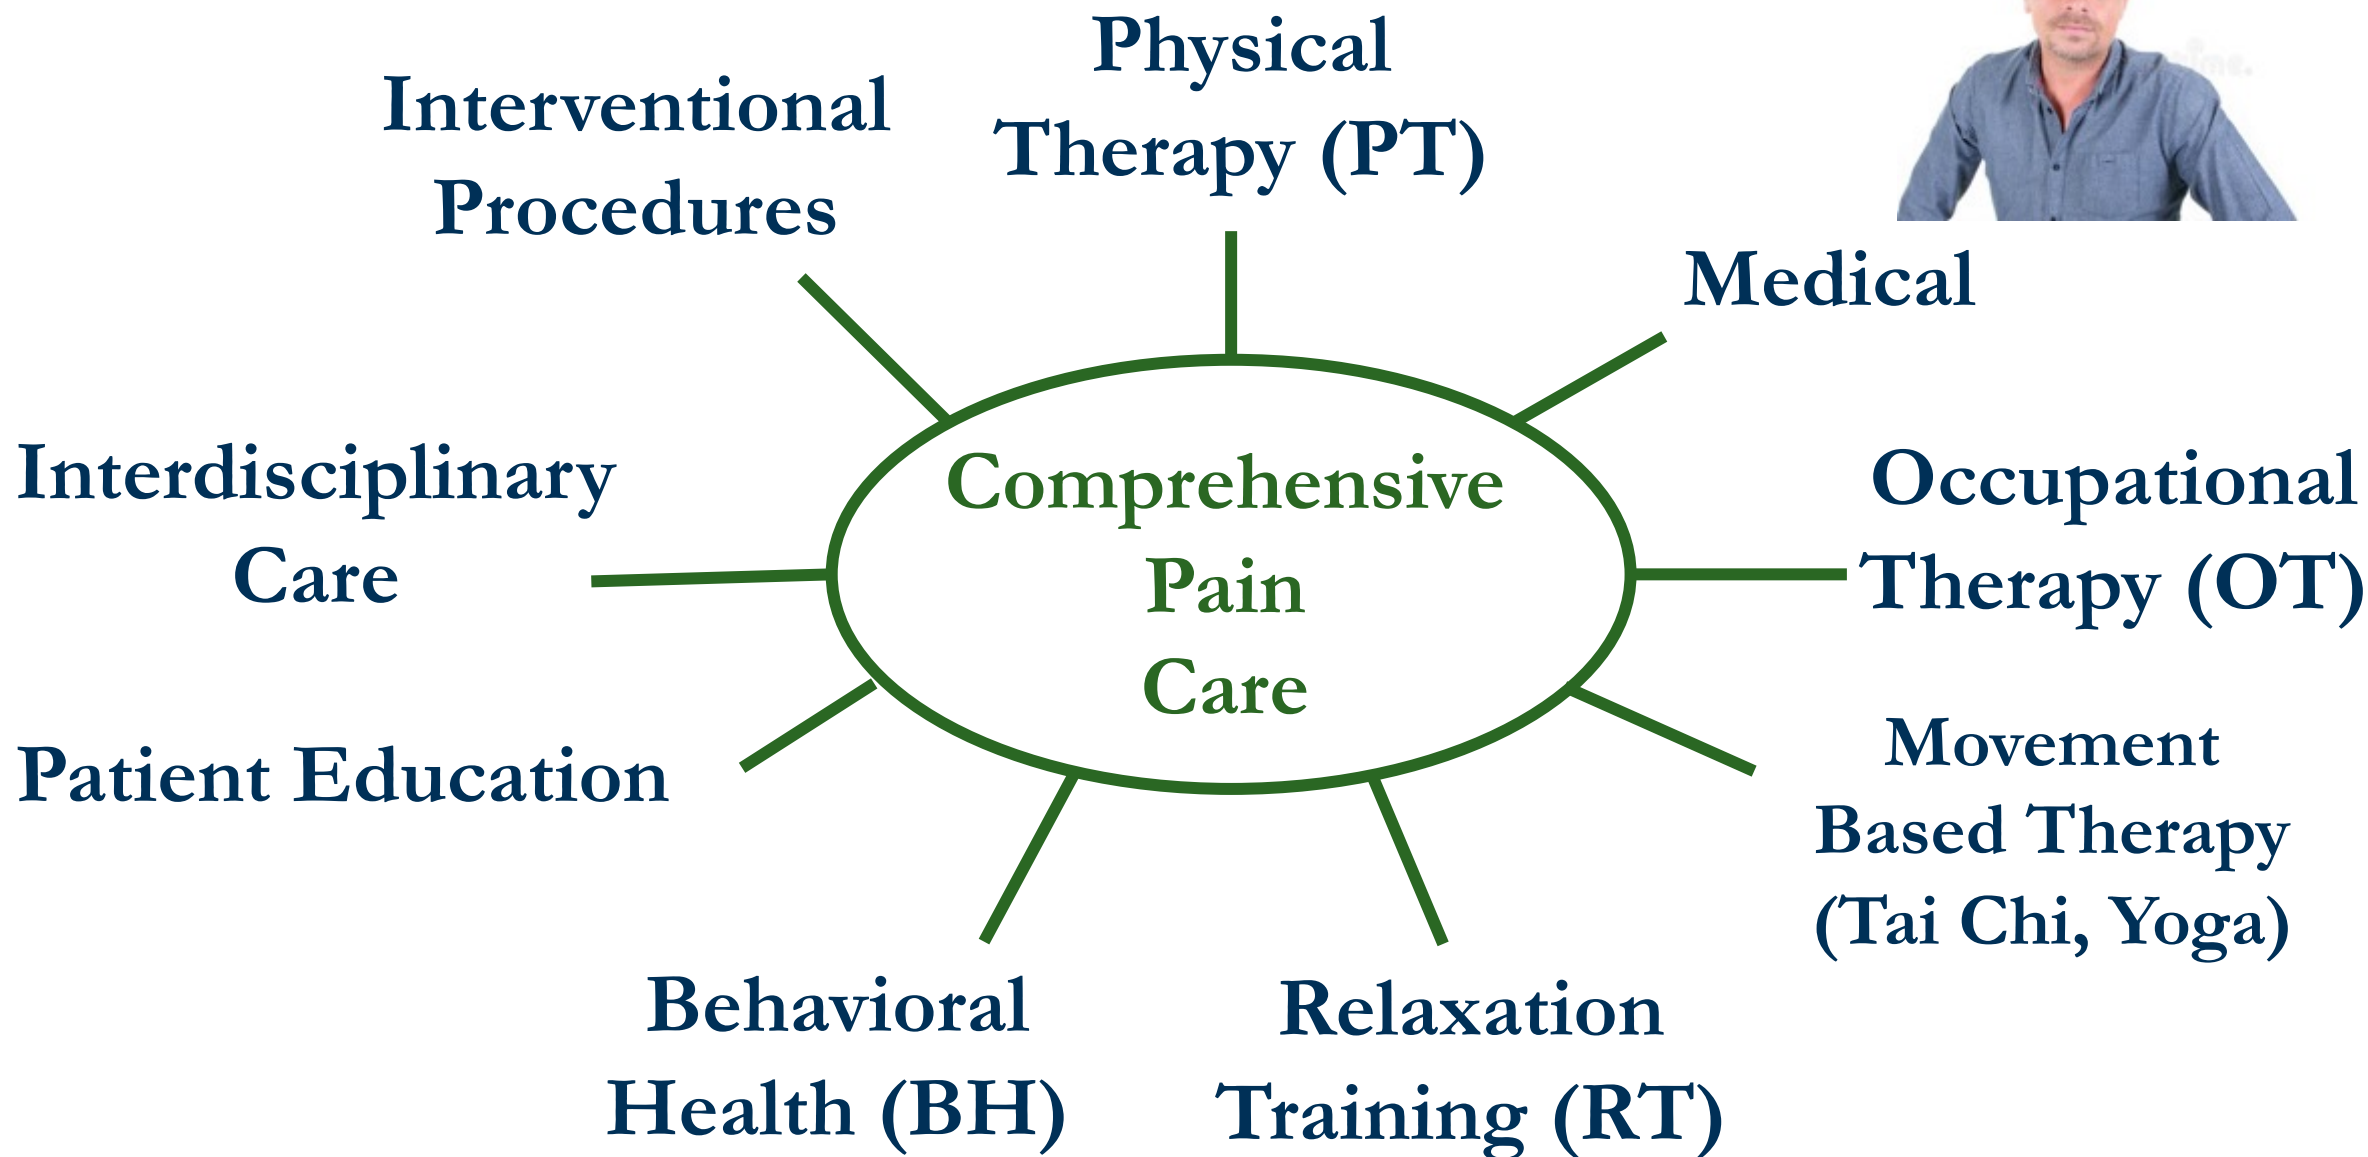 Physical
Therapy (PT)
Interventional
Procedures
Medical
Interdisciplinary
Care
Comprehensive
Pain
Care
Occupational
Therapy (OT)
Patient Education
Movement
Based Therapy
(Tai Chi, Yoga)
Behavioral
Health (BH)
Relaxation
Training (RT)